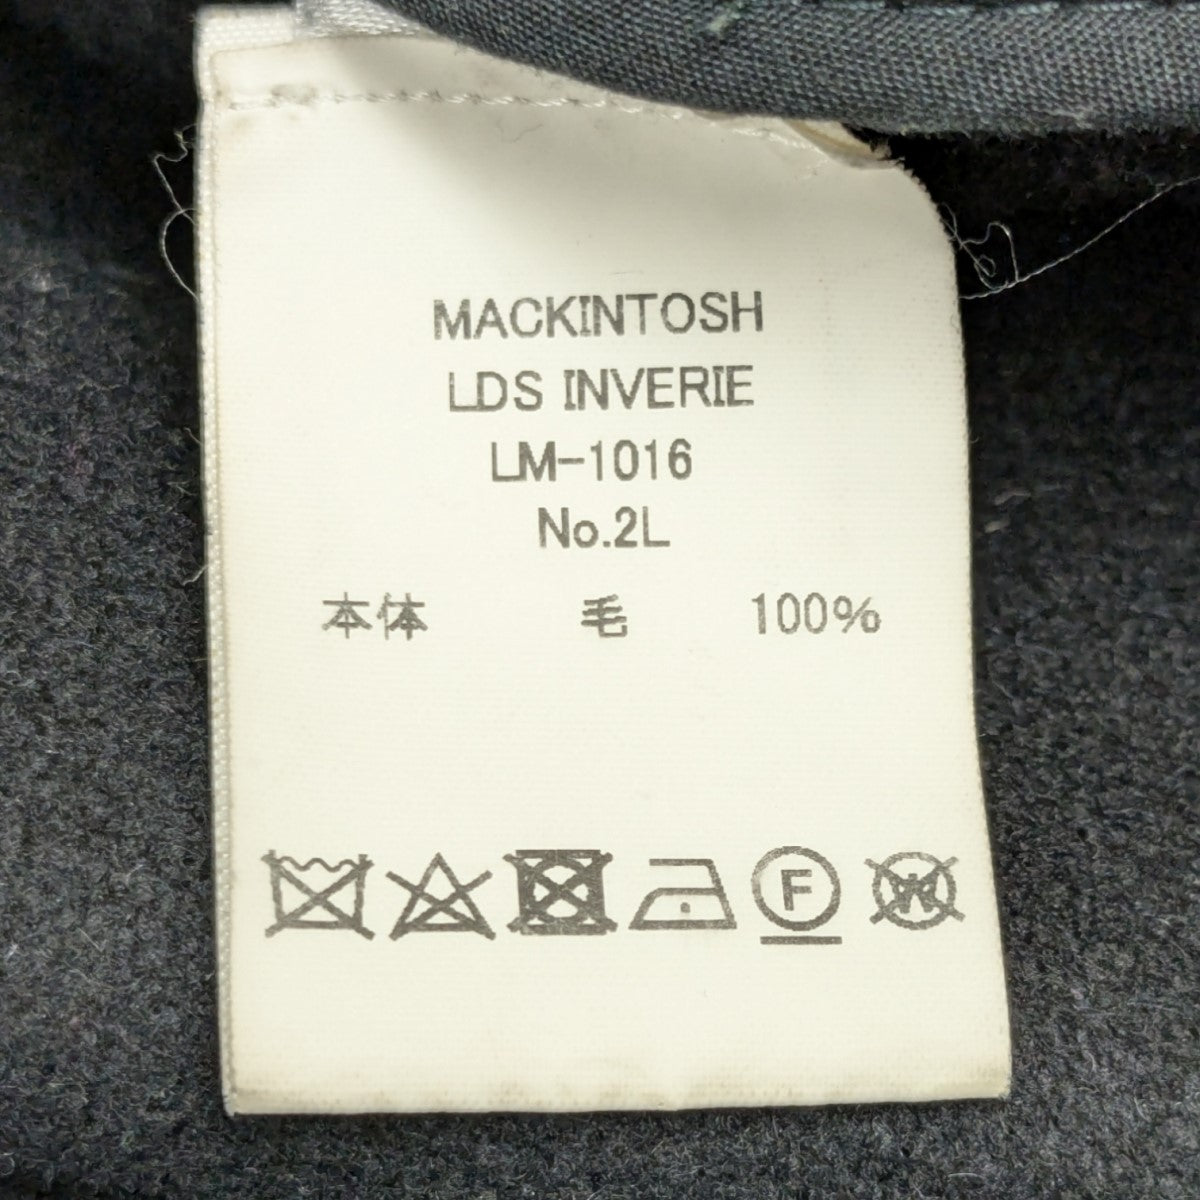 MACKINTOSH
LDS INVERIE
LM-1016
No.2L
本体 毛 100%
F
W